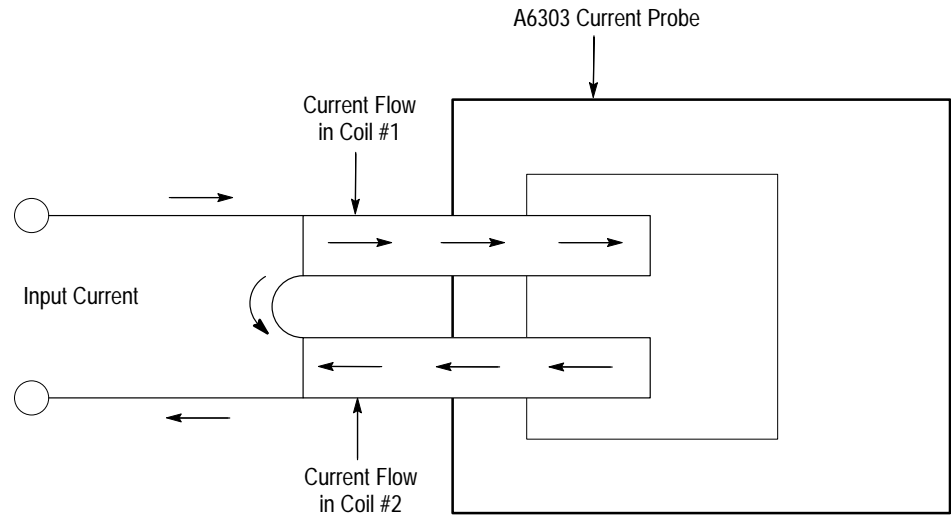 A6303 Current Probe
Current Flow
in Coil #1
Input Current
Current Flow
in Coil #2